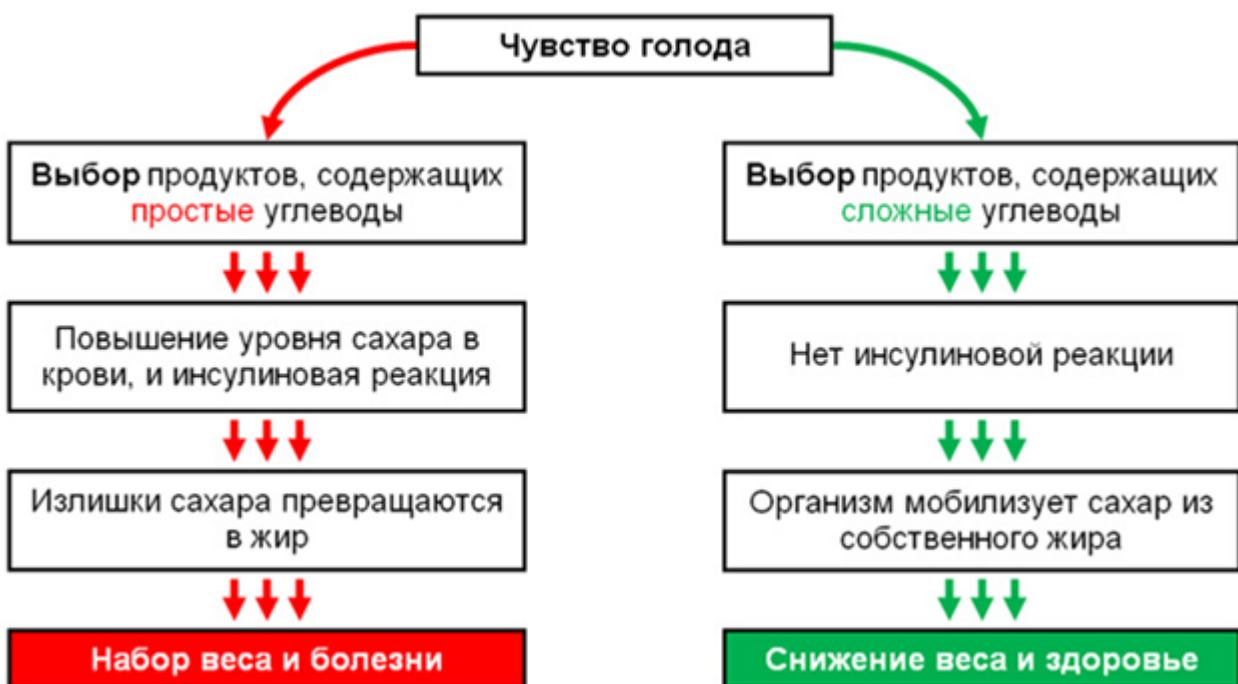 Чувство голода
Выбор продуктов, содержащих
простые углеводы
Повышение уровня сахара в
крови, и инсулиновая реакция
Излишки сахара превращаются
в жир
Набор веса и болезни
Выбор продуктов, содержащих
сложные углеводы
Нет инсулиновой реакции
Организм мобилизует сахар из
собственного жира
Снижение веса и здоровье